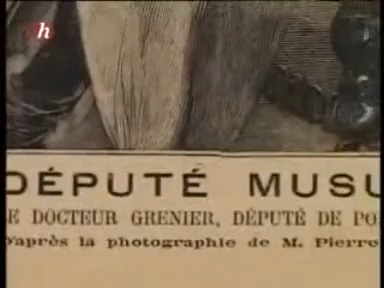 h
DÉPUTÉ MUSU
E DOCTEUR GRENIER, DÉPUTÉ DE PO
D'après la photographie de M. Pierre